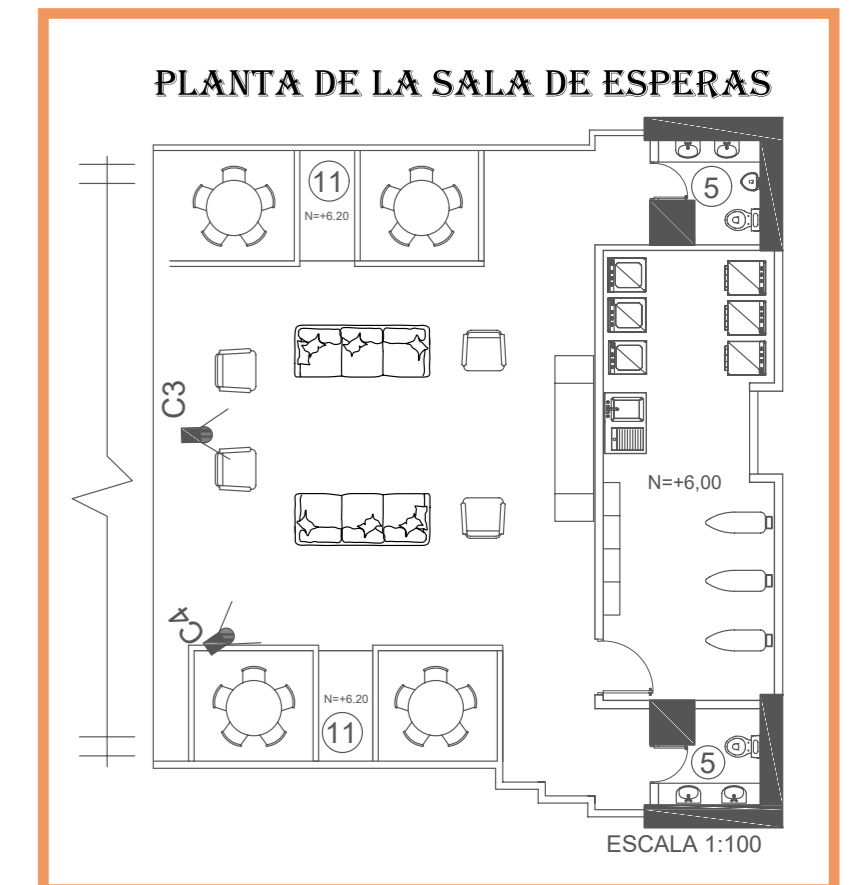 PLANTA DE LA SALA DE ESPERAS
11
N=+6.20
5
C3
N=+6,00
C4
N=+6.20
11
5
ESCALA 1:100